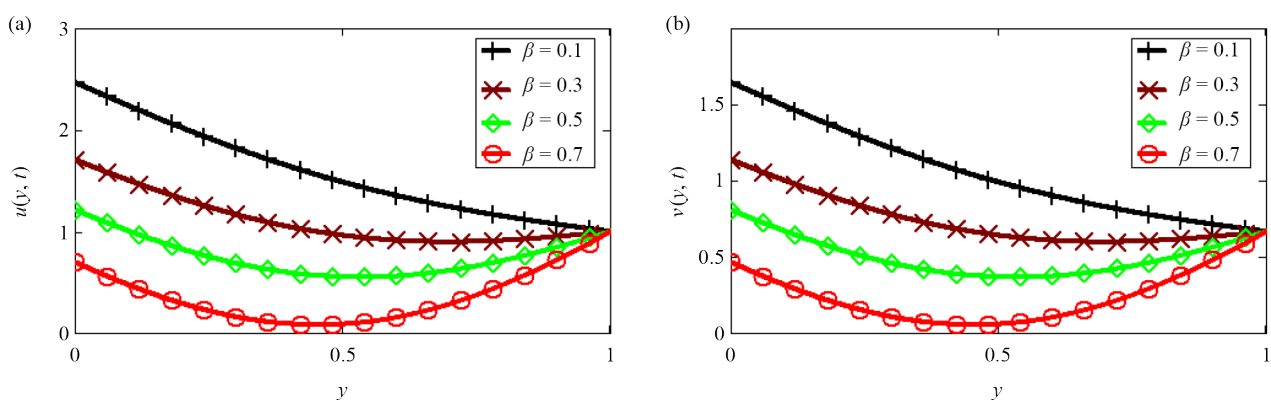 (a)
3
2
1
0
u(y, t)
0
0.5
1
y
β = 0.1
β = 0.3
β = 0.5
β = 0.7
(b)
1.5
1
0.5
0
v(y, t)
0
0.5
1
y
β = 0.1
β = 0.3
β = 0.5
β = 0.7